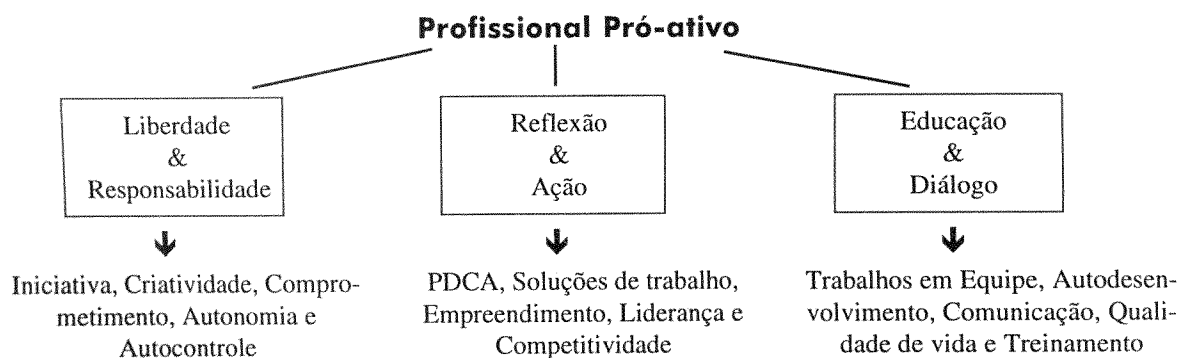 Profissional Pró-ativo
Liberdade
&
Responsabilidade
Reflexão
&
Ação
Educação
&
Diálogo
Iniciativa, Criatividade, Compro-
metimento, Autonomia e
Autocontrole
PDCA, Soluções de trabalho,
Empreendimento, Liderança e
Competitividade
Trabalhos em Equipe, Autodesen-
volvimento, Comunicação, Quali-
dade de vida e Treinamento